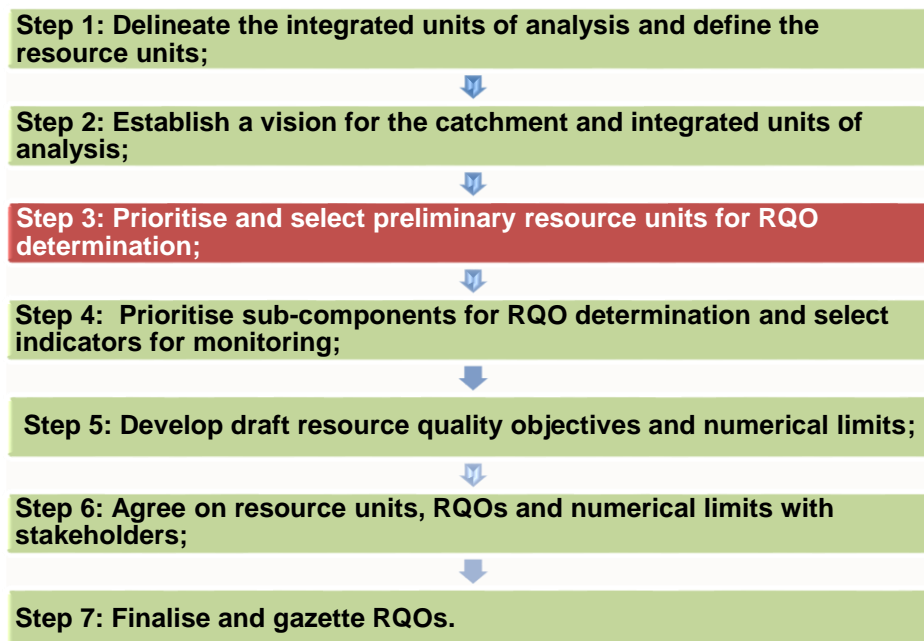 Step 1: Delineate the integrated units of analysis and define the
resource units;
Step 2: Establish a vision for the catchment and integrated units of
analysis;
Step 3: Prioritise and select preliminary resource units for RQO
determination;
Step 4:  Prioritise sub-components for RQO determination and select
indicators for monitoring;
Step 5: Develop draft resource quality objectives and numerical limits;
Step 6: Agree on resource units, RQOs and numerical limits with
stakeholders;
Step 7: Finalise and gazette RQOs.